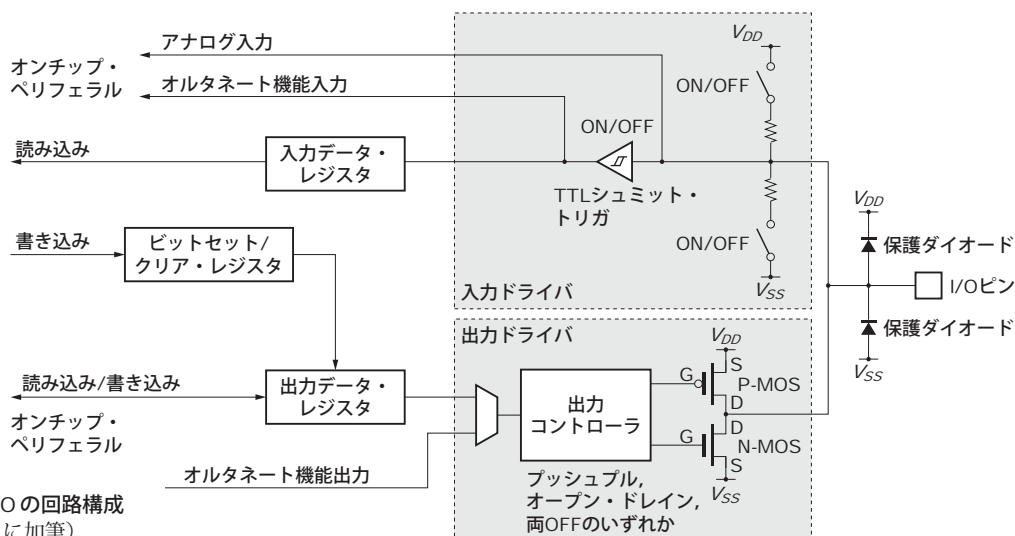 V_DD
アナログ入力
オンチップ・
ペリフェラル
オルタネート機能入力
ON/OFF
ON/OFF
読み込み
入力データ・
レジスタ
TTLシュミット・
トリガ
書き込み
ビットセット/
クリア・レジスタ
ON/OFF
V_SS
入力ドライバ
V_DD
保護ダイオード
I/Oピン
保護ダイオード
V_SS
出力ドライバ
V_DD
S
G
P-MOS
D
読み込み/書き込み
出力データ・
レジスタ
出力
コントローラ
オンチップ・
ペリフェラル
D
G
N-MOS
S
V_SS
オルタネート機能出力
プッシュプル,
オープン・ドレイン,
両OFFのいずれか
Oの回路構成
に加筆)